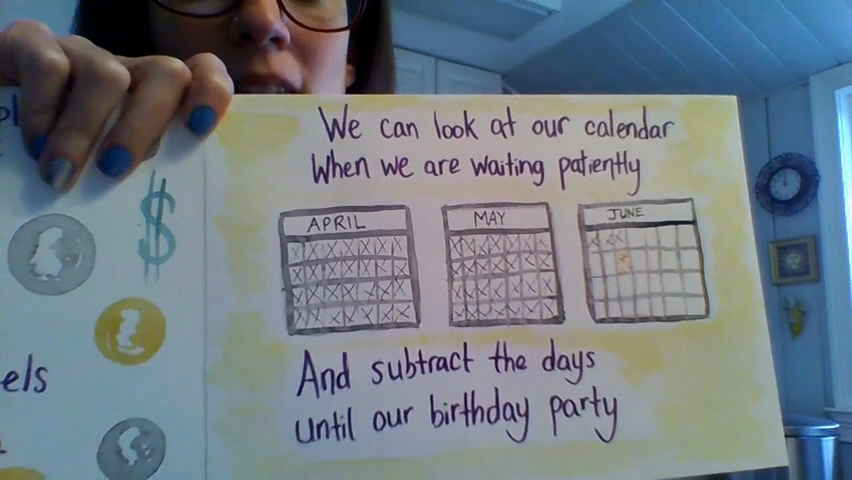 We can look at our calendar
When we are waiting patiently
APRIL
MAY
JUNE
And subtract the days
until our birthday party
$
els